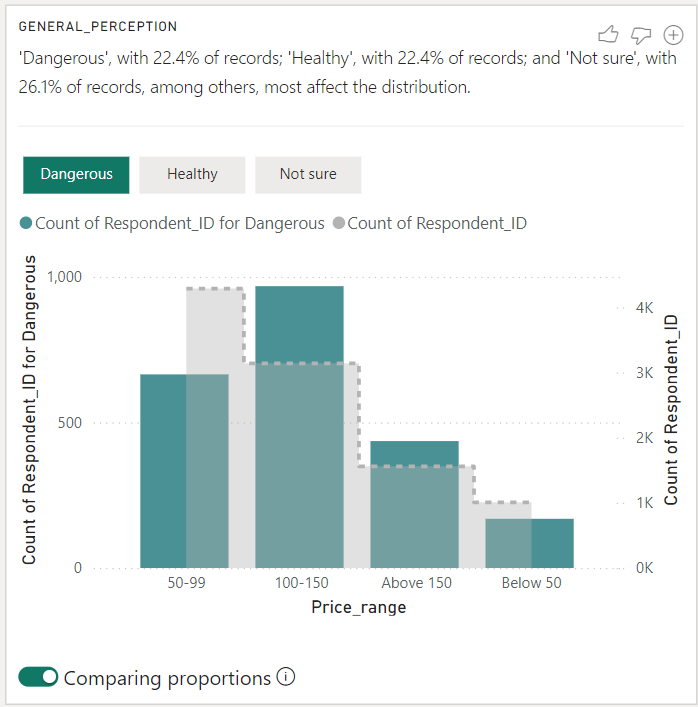 GENERAL_PERCEPTION
'Dangerous', with 22.4% of records; 'Healthy', with 22.4% of records; and 'Not sure', with
26.1% of records, among others, most affect the distribution.
Dangerous Healthy Not sure
Count of Respondent_ID for Dangerous Count of Respondent_ID
Count of Respondent_ID for Dangerous
1,000
500
0
4K
3K
2K
1K
0K
Count of Respondent_ID
50-99 100-150 Above 150 Below 50
Price_range
Comparing proportions